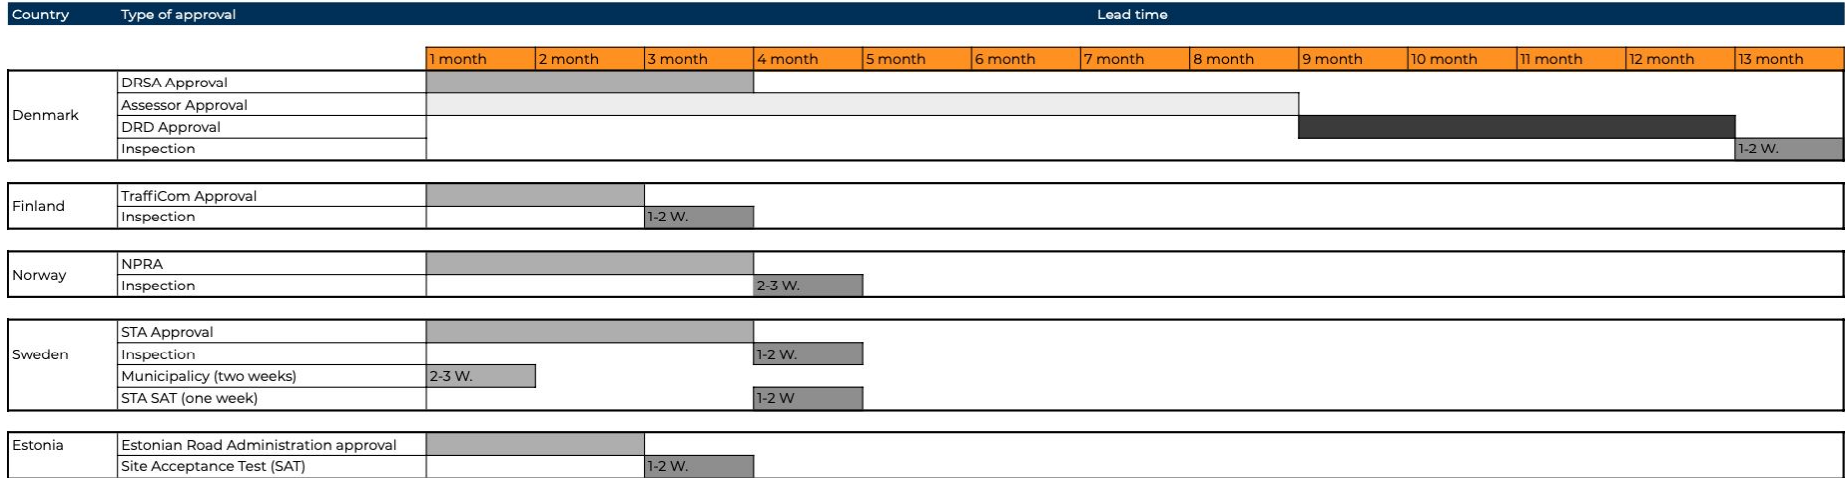 Country Type of approval Lead time
1 month 2 month 3 month 4 month 5 month 6 month 7 month 8 month 9 month 10 month 11 month 12 month 13 month
Denmark
DRSA Approval
Assessor Approval
DRD Approval
Inspection 1-2 W.
Finland
TraffiCom Approval
Inspection 1-2 W.
Norway
NPRA
Inspection 2-3 W.
Sweden
STA Approval
Inspection 1-2 W.
Municipalicy (two weeks) 2-3 W.
STA SAT (one week) 1-2 W
Estonia Estonian Road Administration approval
Site Acceptance Test (SAT) 1-2 W.